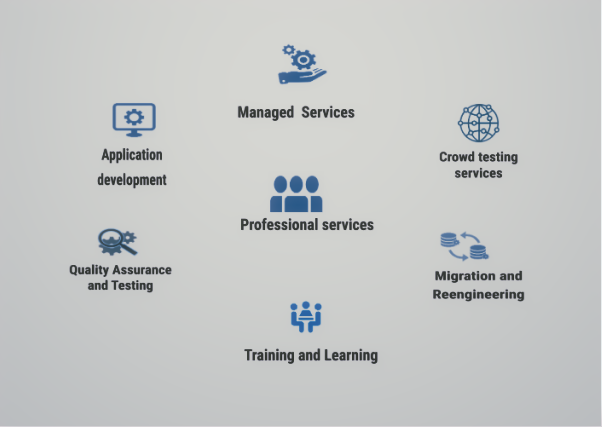 Managed Services
Application
development
Crowd testing
services
Professional services
Quality Assurance
and Testing
Migration and
Reengineering
Training and Learning